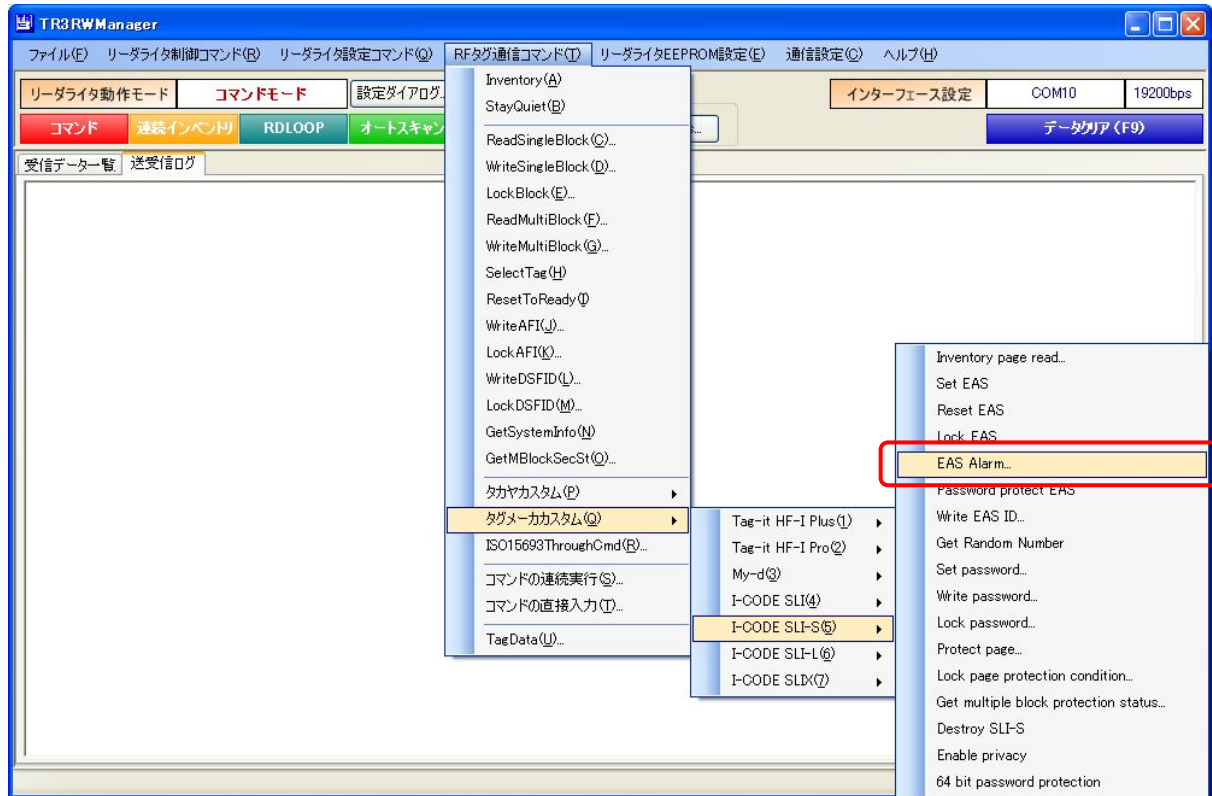 TR3RWManager
ファイル(F) リーダライタ制御コマンド(R) リーダライタ設定コマンド(Q) RFタグ通信コマンド(T) リーダライタEEPROM設定(E) 通信設定(C) ヘルプ(H)
リーダライタ動作モード コマンドモード 設定ダイアログ... インターフェース設定 COM10 19200bps
コマンド 連続インベントリ RDLOOP オートスキャン データクリア(F9)
受信データ一覧 送受信ログ
Inventory(A)
StayQuiet(B)
ReadSingleBlock(C)...
WriteSingleBlock(D)...
LockBlock(E)...
ReadMultiBlock(F)...
WriteMultiBlock(G)...
SelectTag(H)
ResetToReady(I)
WriteAFI(J)...
LockAFI(K)...
WriteDSFID(L)...
LockDSFID(M)...
GetSystemInfo(N)
GetMBlockSecSt(O)...
タカヤカスタム(P)
タグメーカカスタム(Q)
ISO15693ThroughCmd(R)...
コマンドの連続実行(S)...
コマンドの直接入力(T)...
TagData(U)...
Tag-it HF-I Plus(1)
Tag-it HF-I Pro(2)
My-d(3)
I-CODE SLI(4)
I-CODE SLI-S(5)
I-CODE SLI-L(6)
I-CODE SLIX(7)
Inventory page read...
Set EAS
Reset EAS
Lock EAS
EAS Alarm...
Password protect EAS
Write EAS ID...
Get Random Number
Set password...
Write password...
Lock password...
Protect page...
Lock page protection condition...
Get multiple block protection status...
Destroy SLI-S
Enable privacy
64 bit password protection